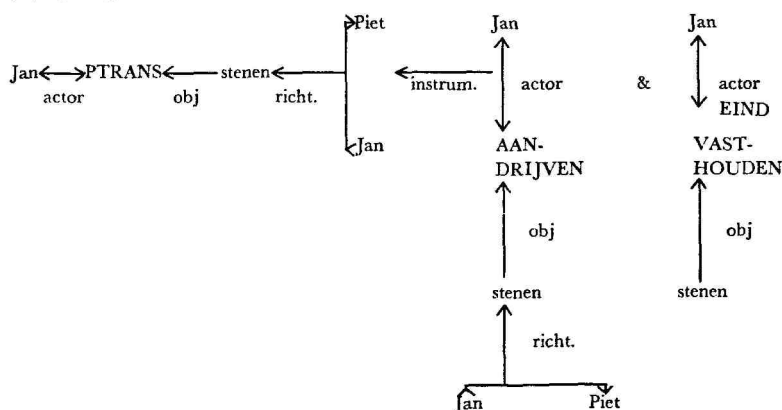 Piet Jan Jan
Jan PTRANS stenen instrum. actor & actor
actor obj richt. EIND
Jan AAN- VAST-
DRIJVEN HOUDEN
obj obj
stenen stenen
richt.
Jan Piet